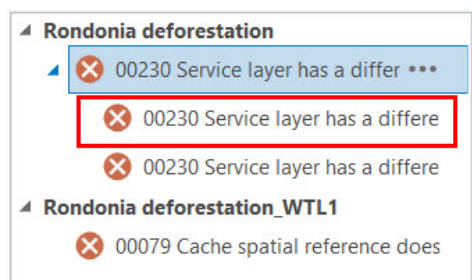 Rondonia deforestation
00230 Service layer has a differ •••
00230 Service layer has a differe
00230 Service layer has a differe
Rondonia deforestation_WTL1
00079 Cache spatial reference does